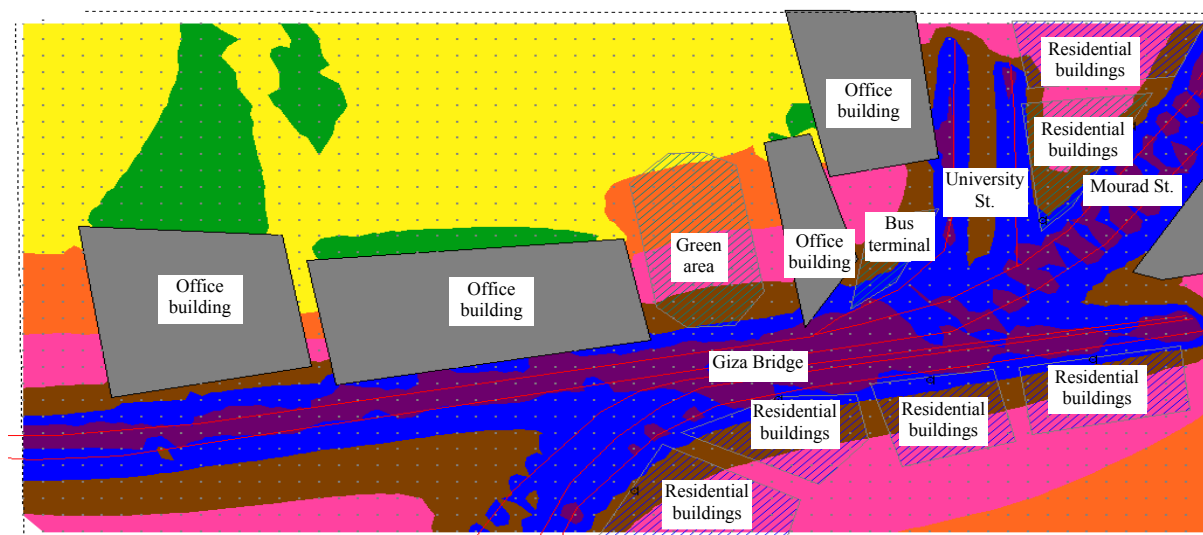 Residential
buildings
Office
building
Residential
buildings
University
St.
Mourad St.
Bus
terminal
Green
area
Office
building
Office
building
Office
building
Giza Bridge
Residential
buildings
Residential
buildings
Residential
buildings
Residential
buildings